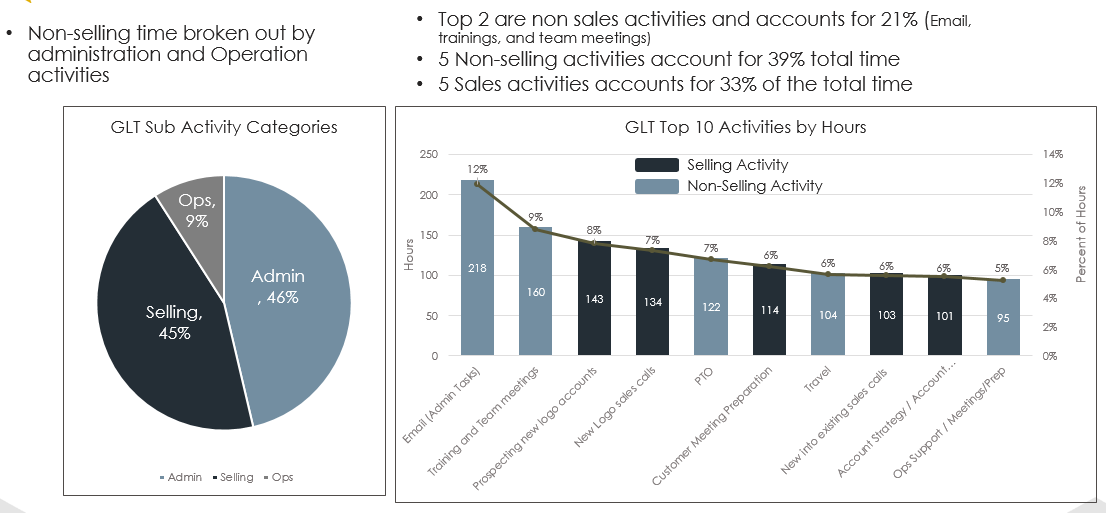 • Non-selling time broken out by
administration and Operation
activities
• Top 2 are non sales activities and accounts for 21% (Email,
trainings, and team meetings)
• 5 Non-selling activities account for 39% total time
• 5 Sales activities accounts for 33% of the total time
GLT Sub Activity Categories
Ops,
9%
Admin
, 46%
Selling,
45%
Admin Selling Ops
GLT Top 10 Activities by Hours
Selling Activity
Non-Selling Activity
Hours
250
200
150
100
50
0
Percent of Hours
14%
12%
10%
8%
6%
4%
2%
0%
12%
9%
8%
7%
7%
6%
6%
6%
6%
5%
218
160
143
134
122
114
104
103
101
95
Email (Admin Tasks)
Training and Team meetings
Prospecting new logo accounts
New Logo sales calls
PTO
Customer Meeting Preparation
Travel
New into existing sales calls
Account Strategy / Account...
Ops Support / Meetings/Prep